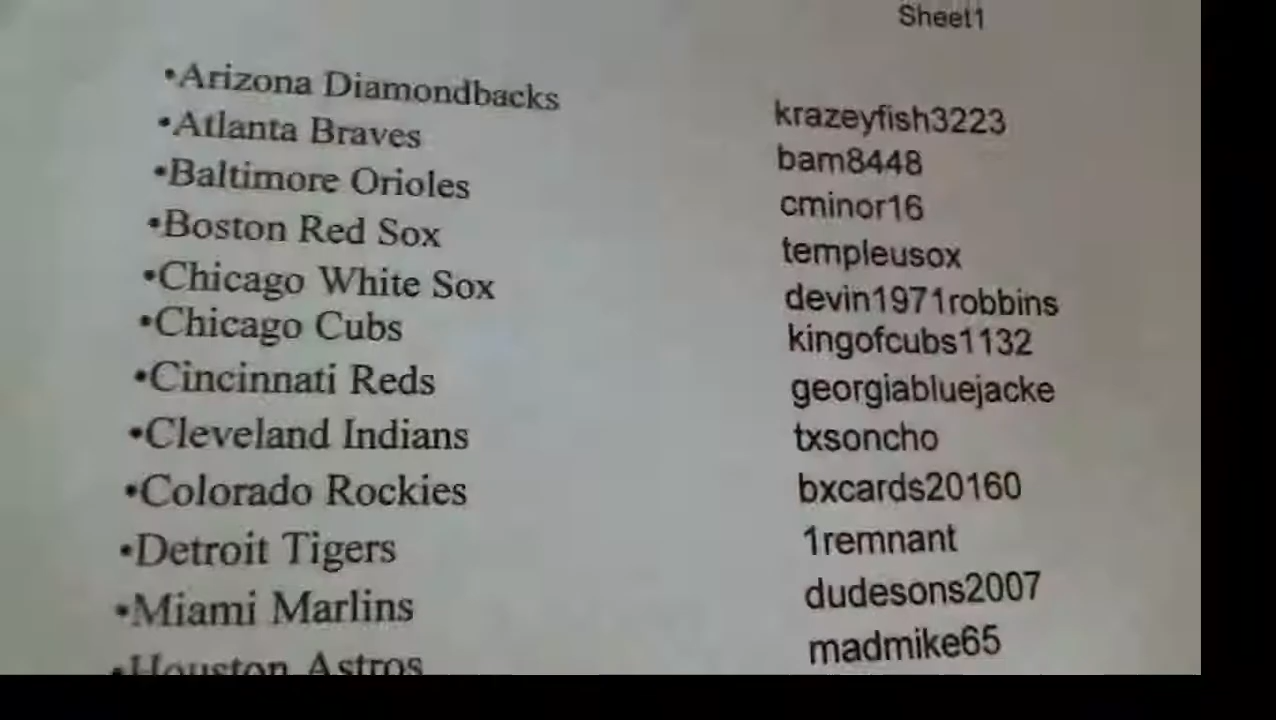 Sheet1
•Arizona Diamondbacks krazeyfish3223
•Atlanta Braves bam8448
•Baltimore Orioles cminor16
•Boston Red Sox templeusox
•Chicago White Sox devin1971robbins
•Chicago Cubs kingofcubs1132
•Cincinnati Reds georgiabluejacke
•Cleveland Indians txsoncho
•Colorado Rockies bxcards20160
•Detroit Tigers 1remnant
•Miami Marlins dudesons2007
•Houston Astros madmike65